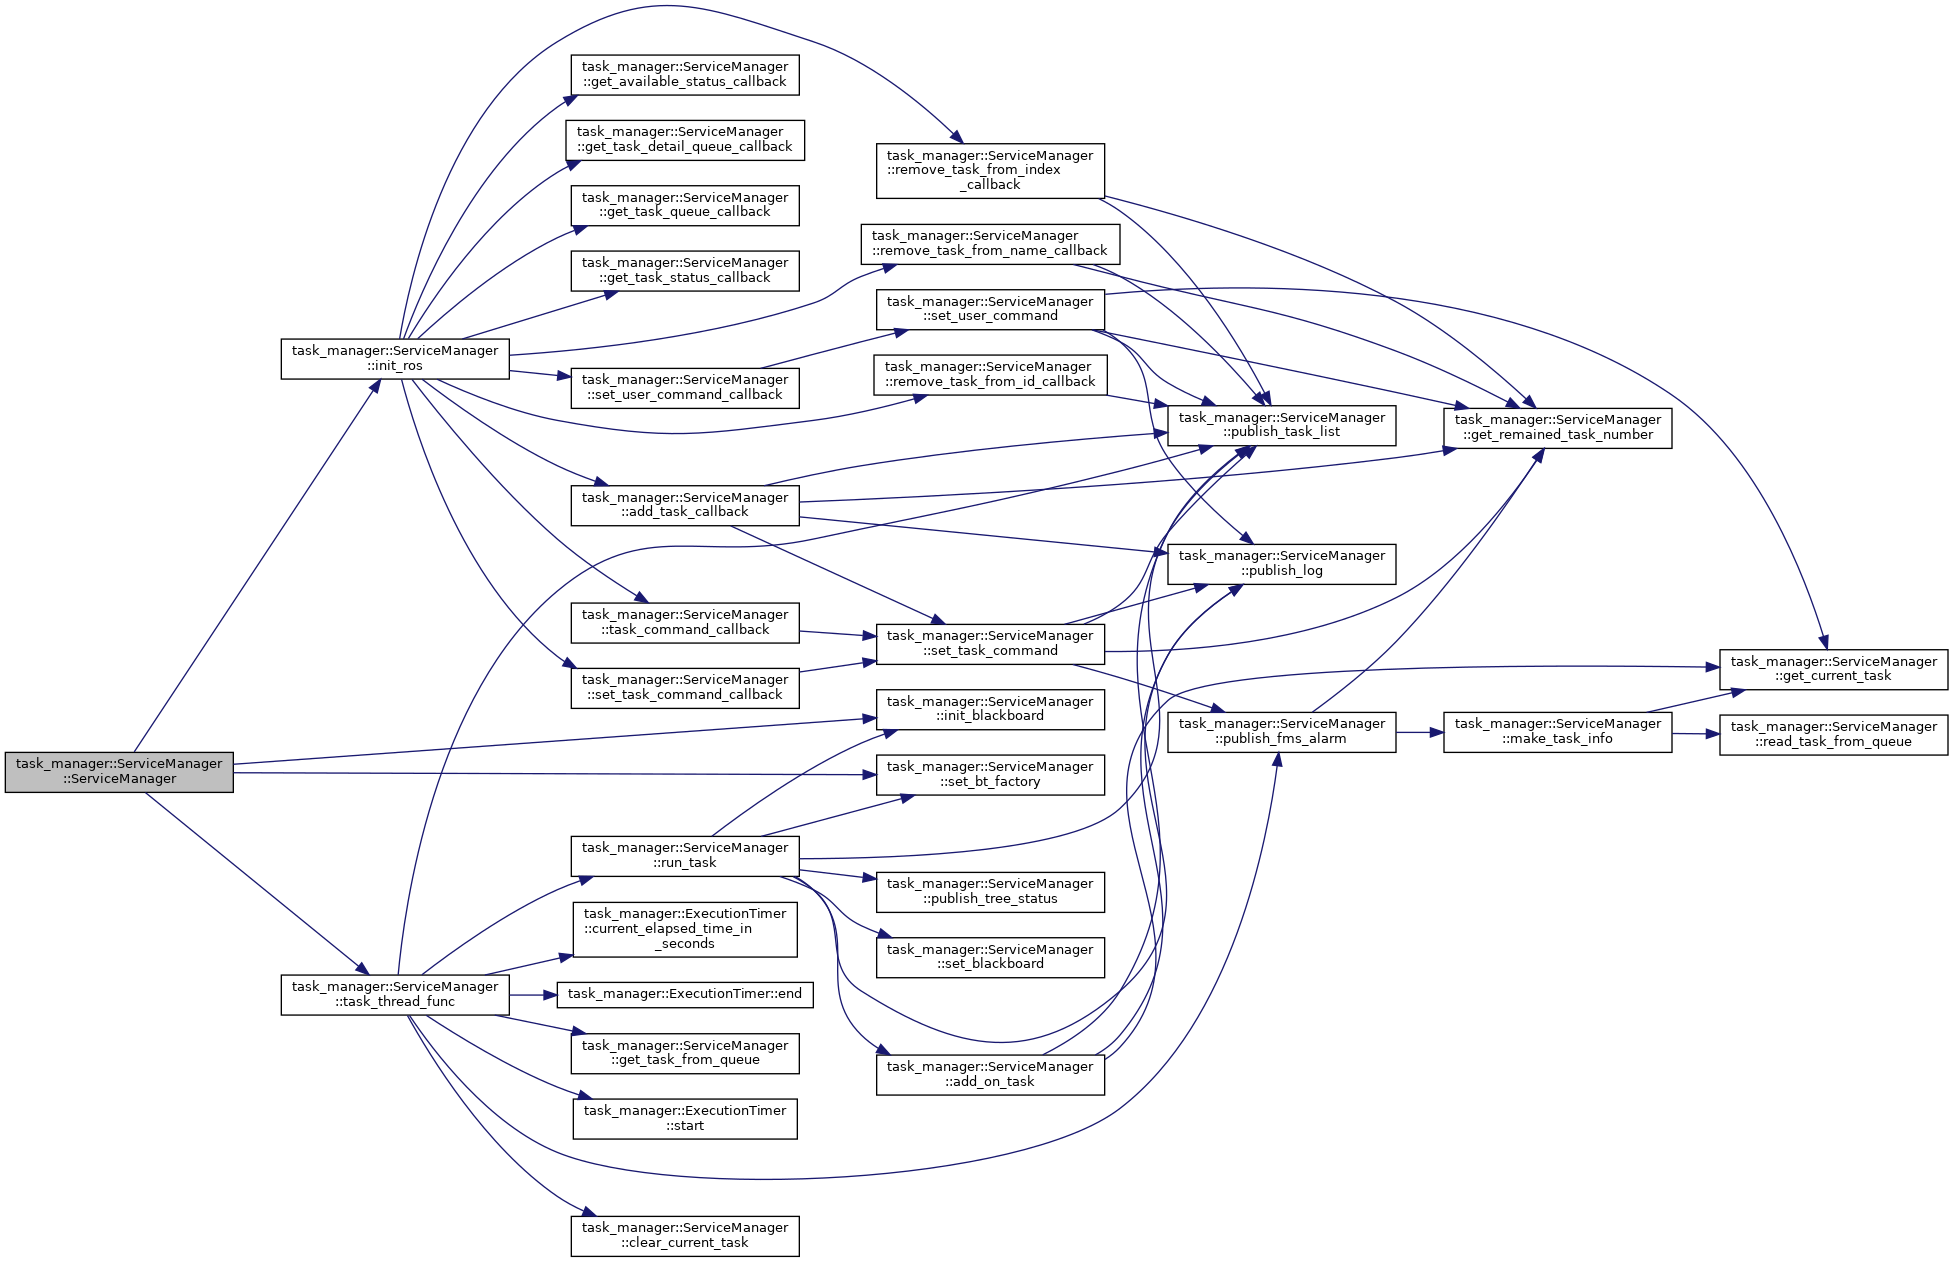 task_manager::ServiceManager
::ServiceManager
task_manager::ServiceManager
::init_ros
task_manager::ServiceManager
::task_thread_func
task_manager::ServiceManager
::get_available_status_callback
task_manager::ServiceManager
::get_task_detail_queue_callback
task_manager::ServiceManager
::get_task_queue_callback
task_manager::ServiceManager
::get_task_status_callback
task_manager::ServiceManager
::set_user_command_callback
task_manager::ServiceManager
::add_task_callback
task_manager::ServiceManager
::task_command_callback
task_manager::ServiceManager
::set_task_command_callback
task_manager::ServiceManager
::run_task
task_manager::ExecutionTimer
::current_elapsed_time_in
_seconds
task_manager::ExecutionTimer::end
task_manager::ServiceManager
::get_task_from_queue
task_manager::ExecutionTimer
::start
task_manager::ServiceManager
::clear_current_task
task_manager::ServiceManager
::remove_task_from_index
_callback
task_manager::ServiceManager
::remove_task_from_name_callback
task_manager::ServiceManager
::set_user_command
task_manager::ServiceManager
::remove_task_from_id_callback
task_manager::ServiceManager
::set_task_command
task_manager::ServiceManager
::init_blackboard
task_manager::ServiceManager
::set_bt_factory
task_manager::ServiceManager
::publish_tree_status
task_manager::ServiceManager
::set_blackboard
task_manager::ServiceManager
::add_on_task
task_manager::ServiceManager
::publish_task_list
task_manager::ServiceManager
::publish_log
task_manager::ServiceManager
::publish_fms_alarm
task_manager::ServiceManager
::get_remained_task_number
task_manager::ServiceManager
::make_task_info
task_manager::ServiceManager
::get_current_task
task_manager::ServiceManager
::read_task_from_queue